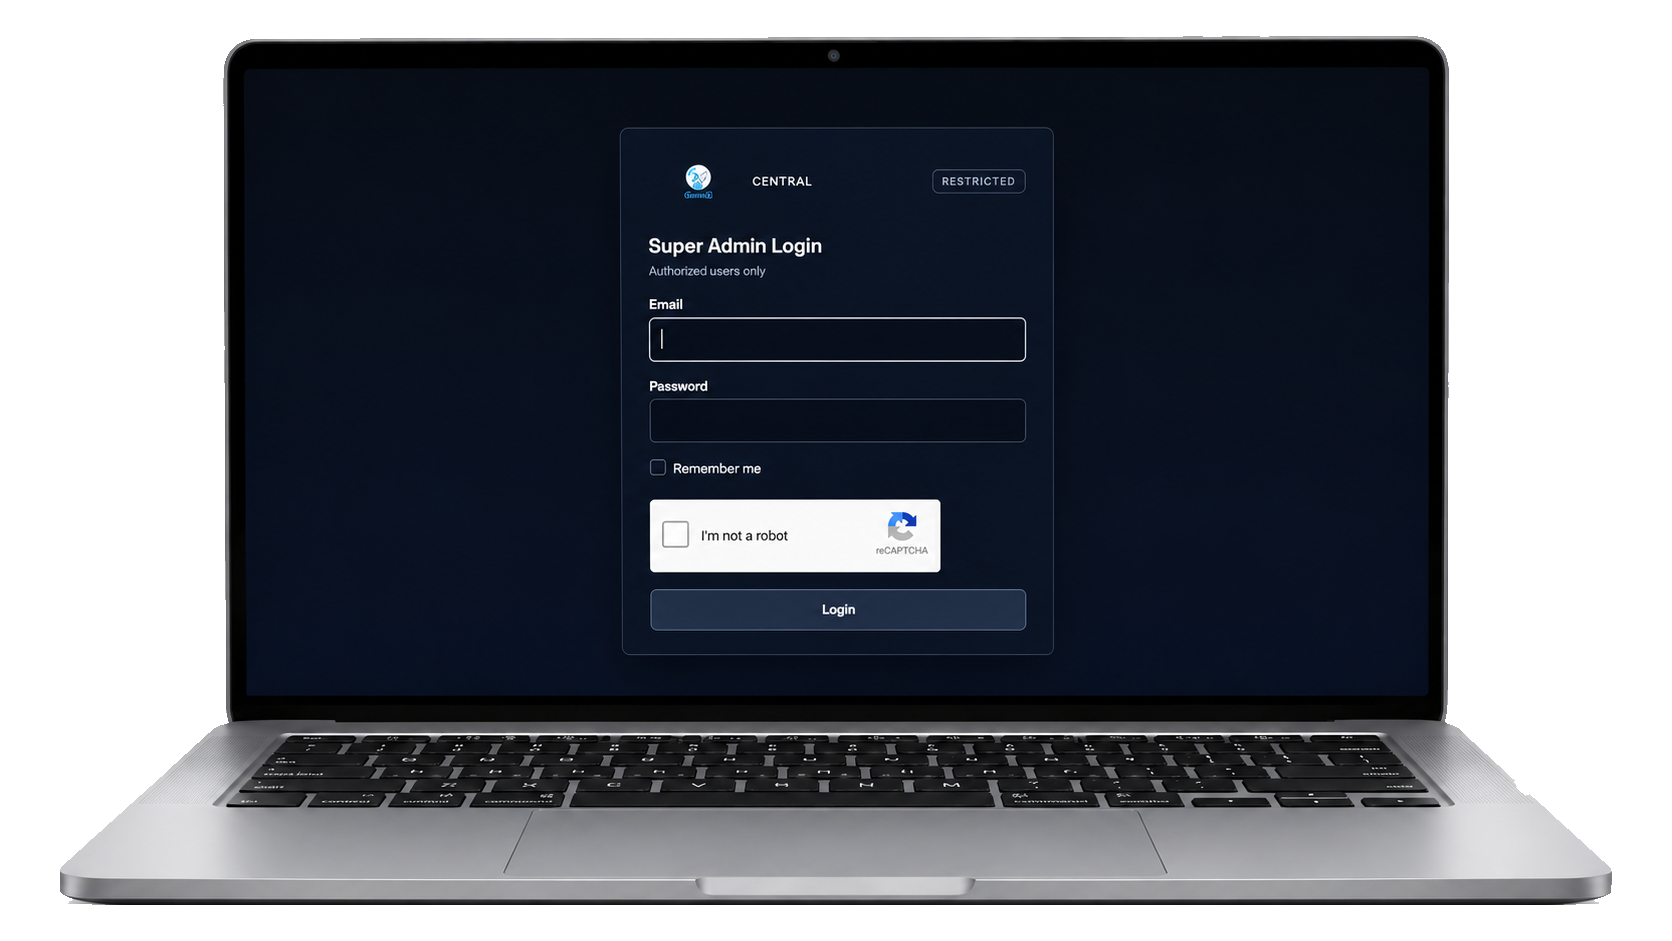 CENTRAL
RESTRICTED
Super Admin Login
Authorized users only
Email
Password
Remember me
I'm not a robot
reCAPTCHA
Login